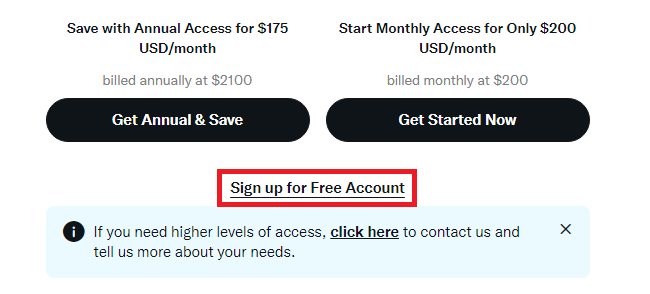 Save with Annual Access for $175
USD/month
billed annually at $2100
Get Annual & Save
Start Monthly Access for Only $200
USD/month
billed monthly at $200
Get Started Now
Sign up for Free Account
If you need higher levels of access, click here to contact us and
tell us more about your needs.